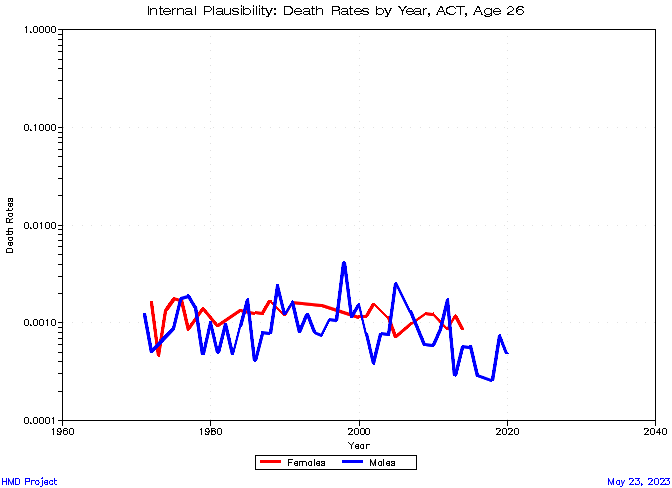 Internal Plausibility: Death Rates by Year, ACT, Age 26
1.0000
0.1000
0.0100
0.0010
0.0001
Death Rates
1960 1980 2000 2020 2040
Year
Females Males
HMD Project May 23, 2023